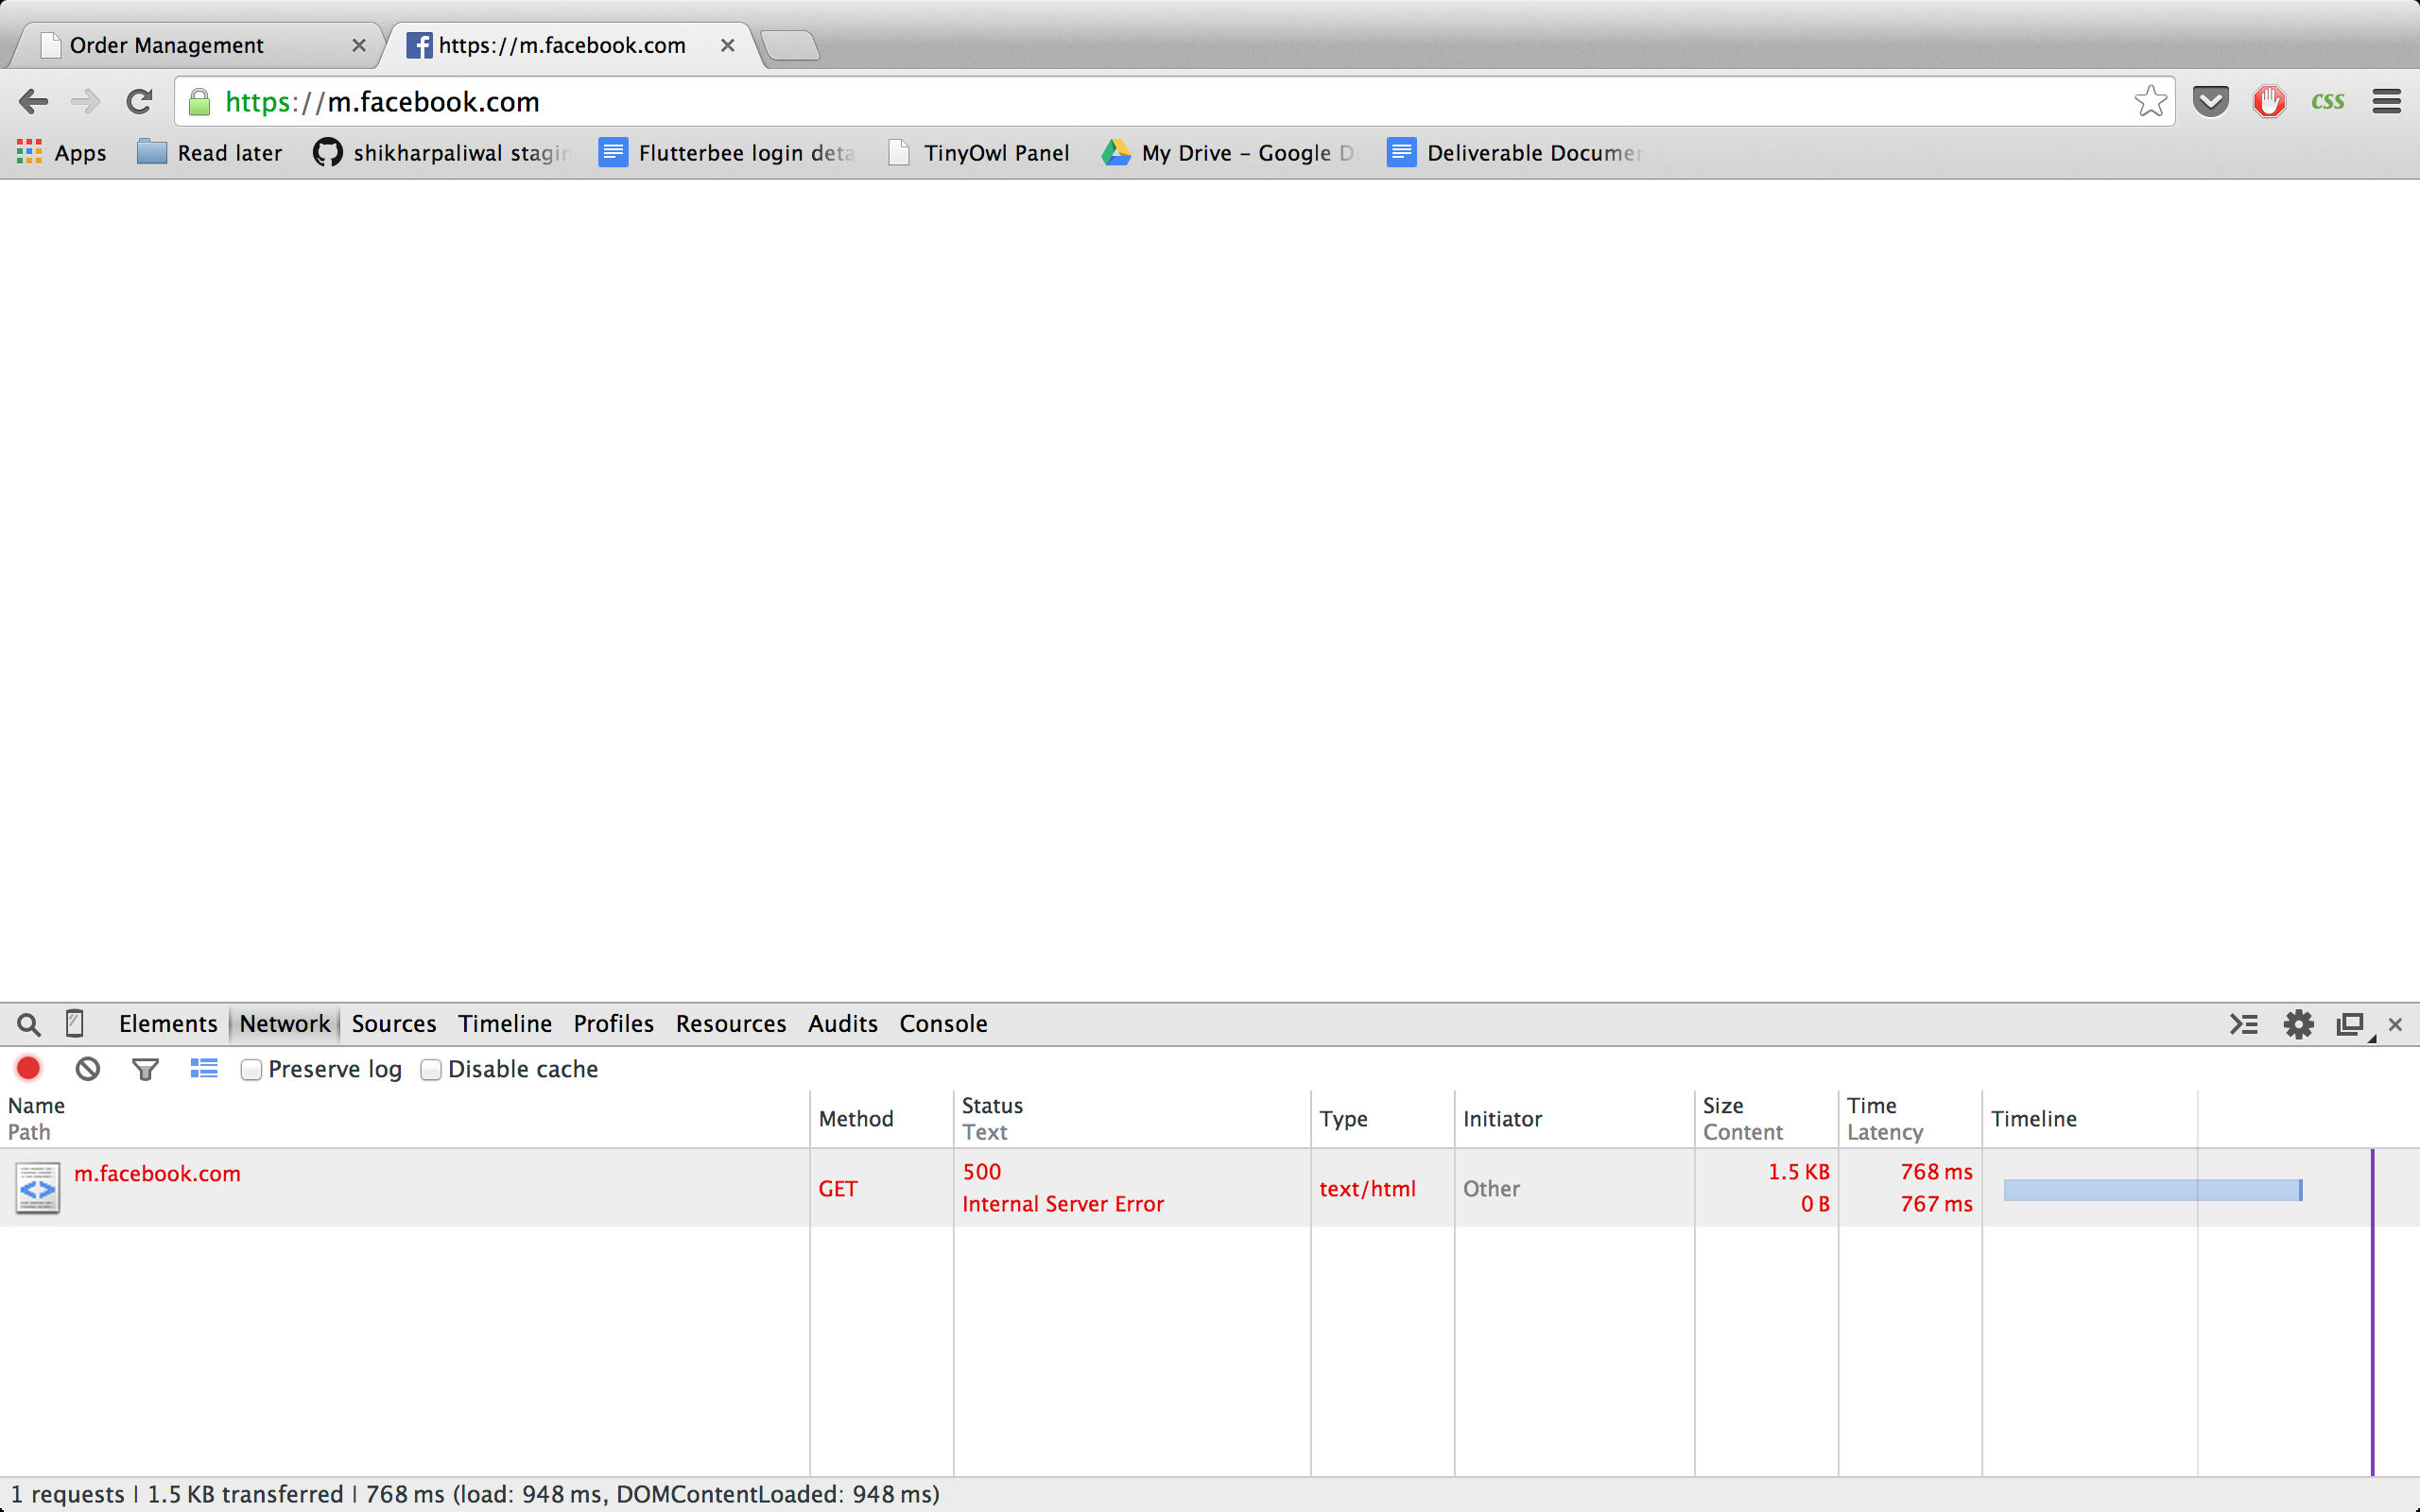 Order Management
https://m.facebook.com
https://m.facebook.com
CSS
Apps
Read later
shikharpaliwal stagin
Flutterbee login deta
TinyOwl Panel
My Drive – Google D
Deliverable Documen
Elements Network Sources Timeline Profiles Resources Audits Console
Preserve log Disable cache
Name
Path
Method
Status
Text
Type
Initiator
Size
Content
Time
Latency
Timeline
m.facebook.com
GET
500
Internal Server Error
text/html
Other
1.5 KB
0 B
768 ms
767 ms
1 requests | 1.5 KB transferred | 768 ms (load: 948 ms, DOMContentLoaded: 948 ms)